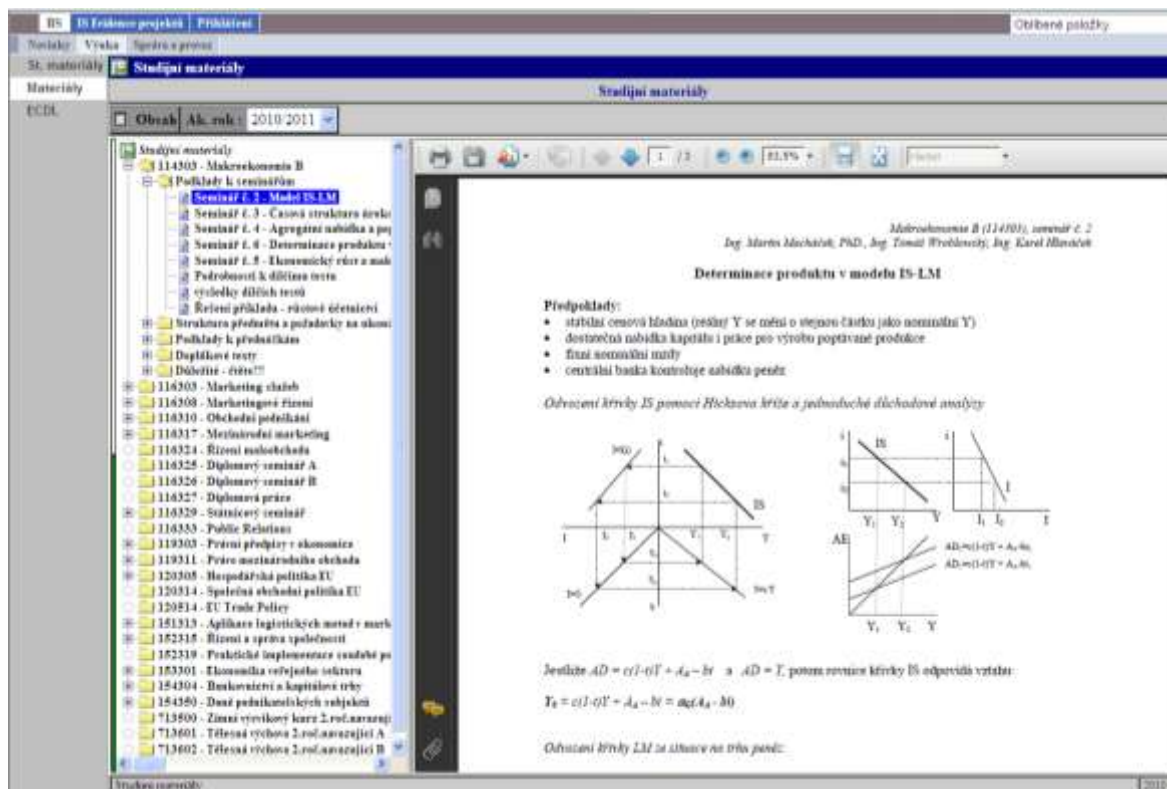 IIS IS Evidence projektů Přihlášení
Oblíbené položky
Novinky Výuka Správa a provoz
St. materiály
Studijní materiály
Materiály
Studijní materiály
ECDL
Obsah Ak. rok : 2010/2011
Studijní materiály
114303 - Makroekonomie B
Podklady k seminářům
Seminář č. 2 - Model IS-LM
Seminář č. 3 - Časová struktura úroko
Seminář č. 4 - Agregátní nabídka a pop
Seminář č. 6 - Determinace produktu v
Seminář č. 5 - Ekonomický růst a mak
Podrobnosti k dílčímu testu
výsledky dílčích testů
Řešení příkladu - růstové účetnictví
Struktura předmětu a požadavky na ukonč
Podklady k přednáškám
Doplňkové texty
Důležité - čtěte!!!
116303 - Marketing služeb
116308 - Marketingové řízení
116310 - Obchodní podnikání
116317 - Mezinárodní marketing
116324 - Řízení maloobchodu
116325 - Diplomový seminář A
116326 - Diplomový seminář B
116327 - Diplomová práce
116329 - Státnicový seminář
116333 - Public Relations
119303 - Právní předpisy v ekonomice
119311 - Právo mezinárodního obchodu
120305 - Hospodářská politika EU
120314 - Společná obchodní politika EU
120514 - EU Trade Policy
151313 - Aplikace logistických metod v mark
152315 - Řízení a správa společností
152319 - Praktické implementace soudobé po
153301 - Ekonomika veřejného sektoru
154304 - Bankovnictví a kapitálové trhy
154350 - Daně podnikatelských subjektů
713500 - Zimní výcvikový kurz 2.roč.navazují
713601 - Tělesná výchova 2.roč.navazující A
713602 - Tělesná výchova 2.roč.navazující B
1 / 3 82,5%
Makroekonomie B (114303), seminář č. 2
Ing. Martin Macháček, PhD., Ing. Tomáš Wroblowský, Ing. Karel Hlaváček
Determinace produktu v modelu IS-LM
Předpoklady:
• stabilní cenová hladina (reálný Y se mění o stejnou částku jako nominální Y)
• dostatečná nabídka kapitálu i práce pro výrobu poptávané produkce
• fixní nominální mzdy
• centrální banka kontroluje nabídku peněz
Odvození křivky IS pomocí Hicksova kříže a jednoduché důchodové analýzy
IS
I Y
IS
Y₁ Y₂ Y
I
I₁ I₂ I
AE
Y₁ Y₂ Y
Jestliže AD = c(1-t)Y + Aₐ – bi a AD = Y, potom rovnice křivky IS odpovídá vztahu:
Odvození křivky LM ze situace na trhu peněz:
Studijní materiály
2010